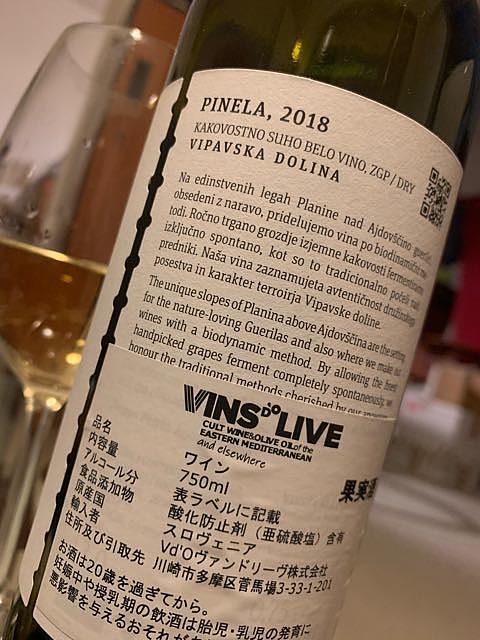 PINELA, 2018
KAKOVOSTNO SUHO BELO VINO, ZGP / DRY
VIPAVSKA DOLINA
Na edinstvenih legah Planine nad Ajdovščino
obsedeni z naravo, pridelujemo vina po biodinamični
todi. Ročno trgano grozdje izjemne kakovosti fermentira
izključno spontano, kot so to tradicionalno počeli naši
predniki. Naša vina zaznamujeta avtentičnost družinskega
posestva in karakter terroirja Vipavske doline.
The unique slopes of Planina above Ajdovščina are the setting
for the nature-loving Guerilas and also where we make our
wines with a biodynamic method. By allowing the finest
handpicked grapes ferment completely spontaneously, we
honour the traditional methods cherished by our
VINS DO LIVE
CULT WINE&OLIVE OIL of the
EASTERN MEDITERRANEAN
and elsewhere
果実酒
品名 ワイン
内容量 750ml
アルコール分 表ラベルに記載
食品添加物 酸化防止剤（亜硫酸塩）含有
原産国 スロヴェニア
輸入者 Vd'Oヴァンドリーヴ株式会社
住所及び引取先 川崎市多摩区菅馬場3-33-1-201
お酒は20歳を過ぎてから。
妊娠中や授乳期の飲酒は胎児・乳児の発育に
悪影響を与えるおそれが